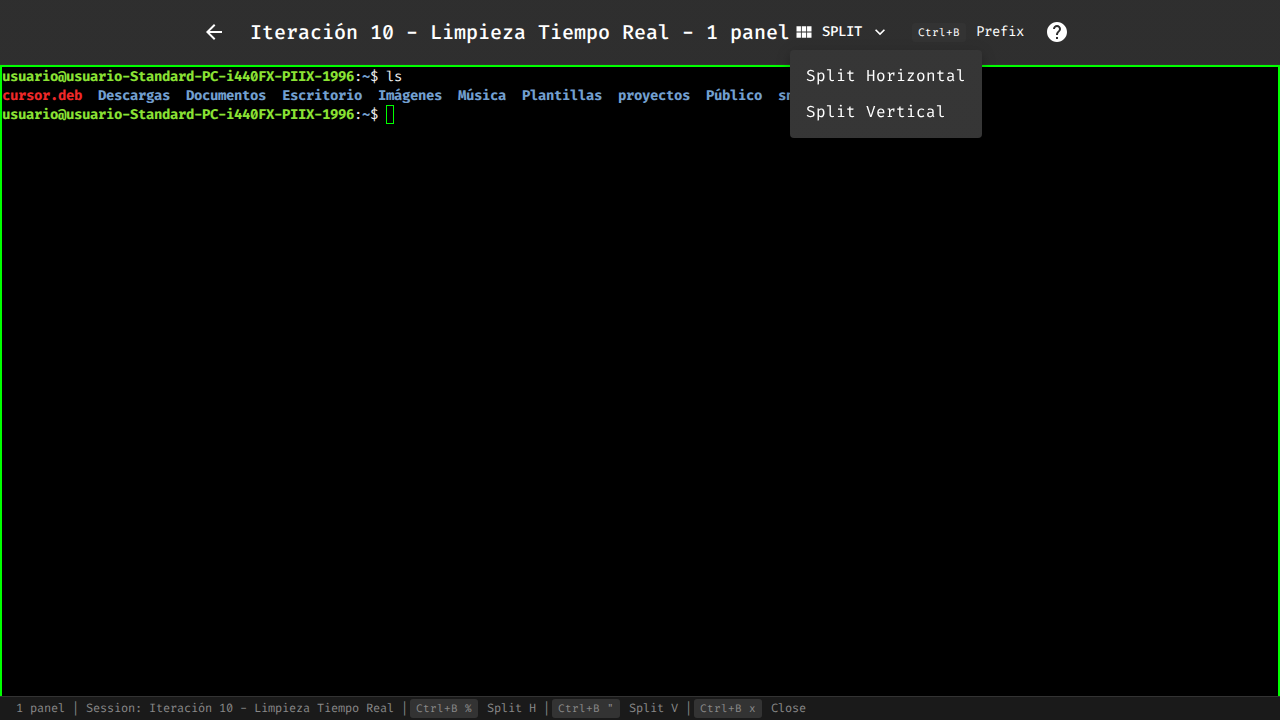 Iteración 10 - Limpieza Tiempo Real - 1 panel SPLIT Ctrl+B Prefix
Split Horizontal
Split Vertical
usuario@usuario-Standard-PC-i440FX-PIIX-1996:~$ ls
cursor.deb Descargas Documentos Escritorio Imágenes Música Plantillas proyectos Público
usuario@usuario-Standard-PC-i440FX-PIIX-1996:~$
1 panel | Session: Iteración 10 - Limpieza Tiempo Real | Ctrl+B % Split H | Ctrl+B " Split V | Ctrl+B x Close